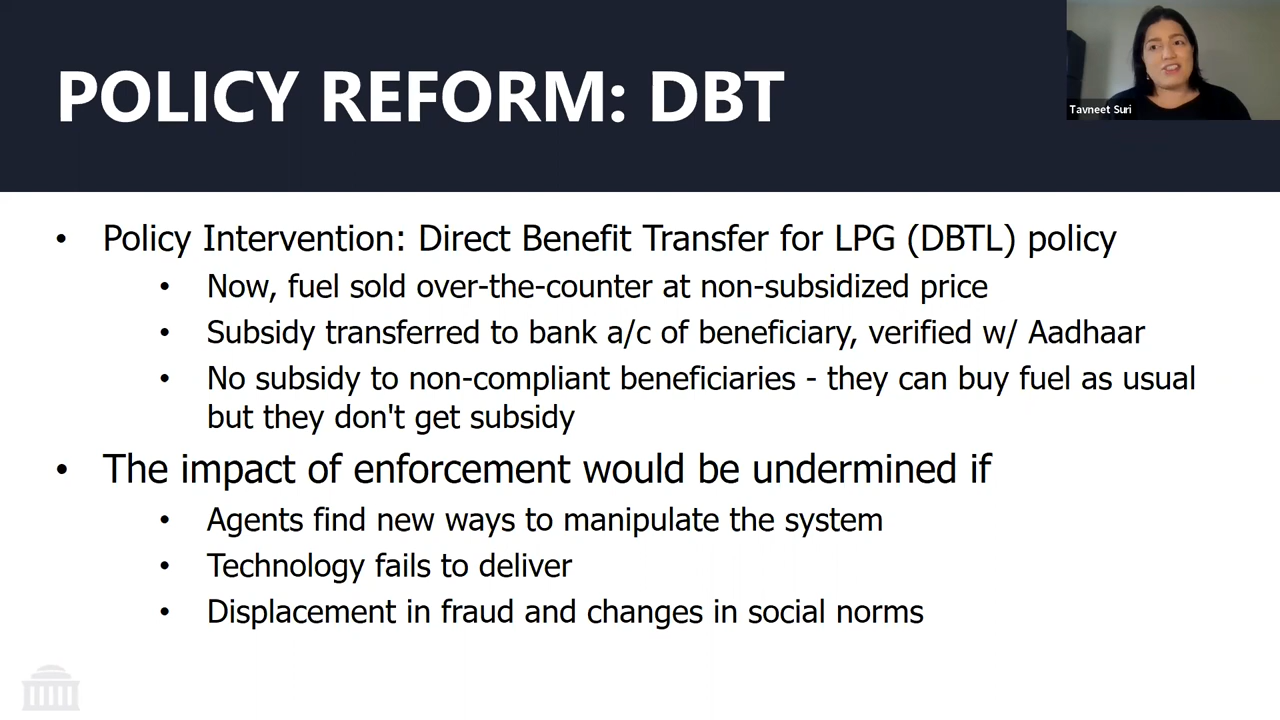 POLICY REFORM: DBT
Tavneet Suri
• Policy Intervention: Direct Benefit Transfer for LPG (DBTL) policy
• Now, fuel sold over-the-counter at non-subsidized price
• Subsidy transferred to bank a/c of beneficiary, verified w/ Aadhaar
• No subsidy to non-compliant beneficiaries - they can buy fuel as usual
but they don't get subsidy
• The impact of enforcement would be undermined if
• Agents find new ways to manipulate the system
• Technology fails to deliver
• Displacement in fraud and changes in social norms